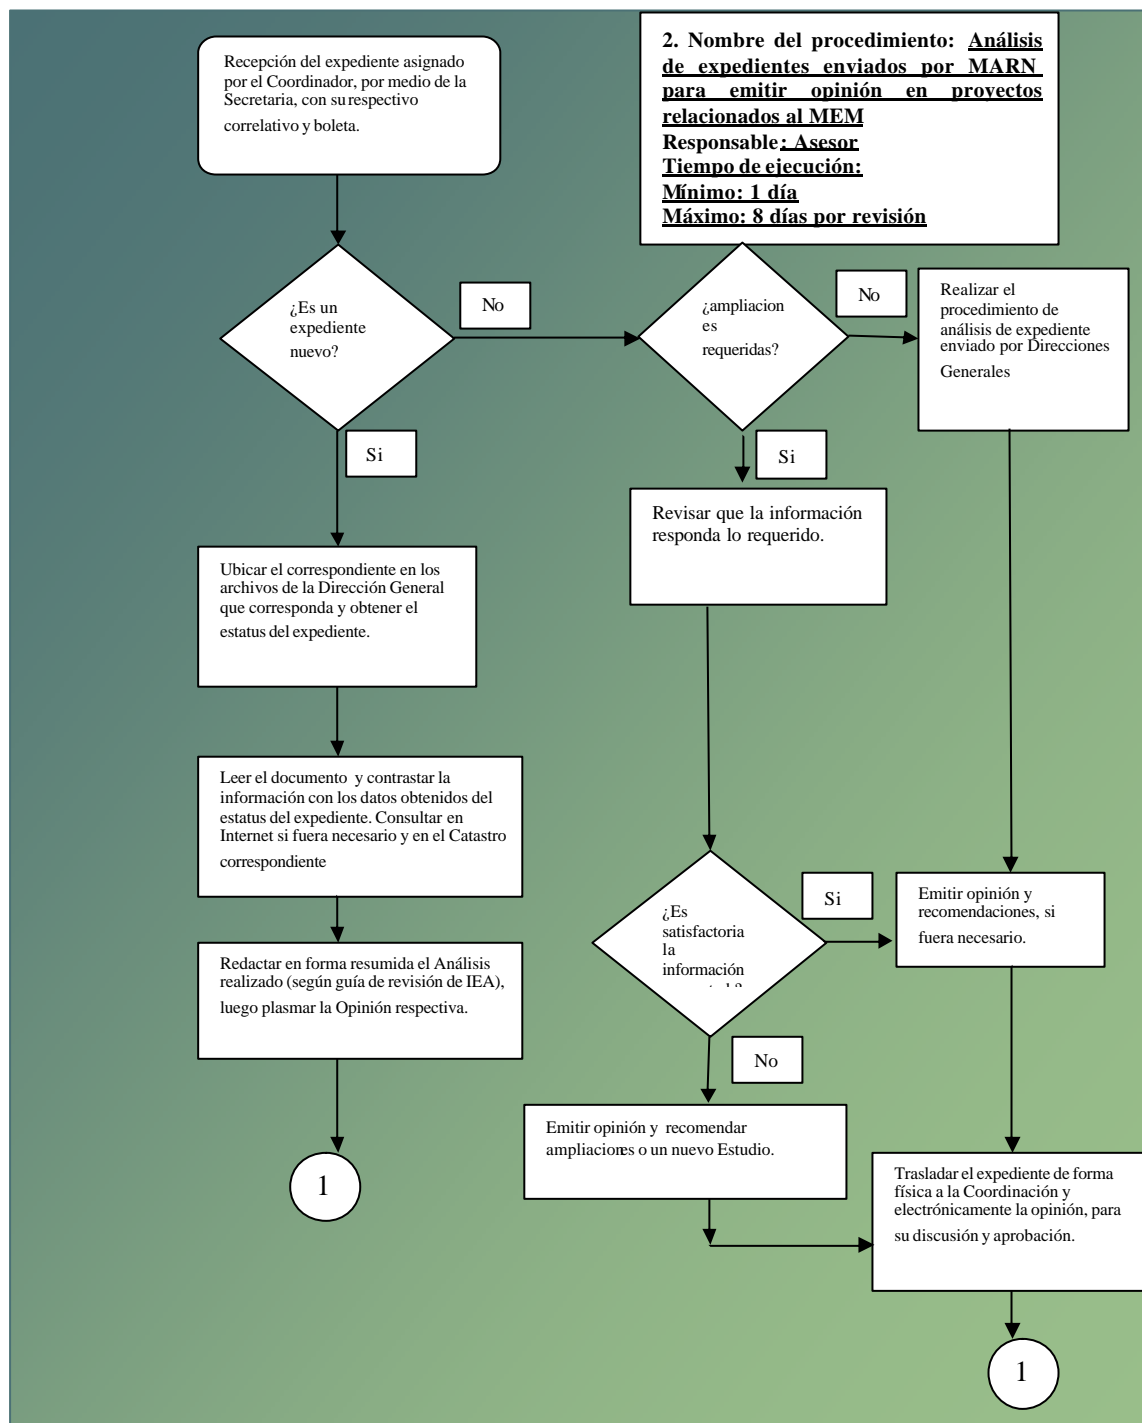 Recepción del expediente asignado
por el Coordinador, por medio de la
Secretaria, con su respectivo
correlativo y boleta.
2. Nombre del procedimiento: Análisis
de expedientes enviados por MARN
para emitir opinión en proyectos
relacionados al MEM
Responsable: Asesor
Tiempo de ejecución:
Mínimo: 1 día
Máximo: 8 días por revisión
¿Es un
expediente
nuevo?
No
¿ampliacion
es
requeridas?
No
Realizar el
procedimiento de
análisis de expediente
enviado por Direcciones
Generales
Si
Si
Revisar que la información
responda lo requerido.
Ubicar el correspondiente en los
archivos de la Dirección General
que corresponda y obtener el
estatus del expediente.
Leer el documento y contrastar la
información con los datos obtenidos del
estatus del expediente. Consultar en
Internet si fuera necesario y en el Catastro
correspondiente
¿Es
satisfactoria
la
información
Si
Emitir opinión y
recomendaciones, si
fuera necesario.
Redactar en forma resumida el Análisis
realizado (según guía de revisión de IEA),
luego plasmar la Opinión respectiva.
No
Emitir opinión y recomendar
ampliaciones o un nuevo Estudio.
1
Trasladar el expediente de forma
física a la Coordinación y
electrónicamente la opinión, para
su discusión y aprobación.
1